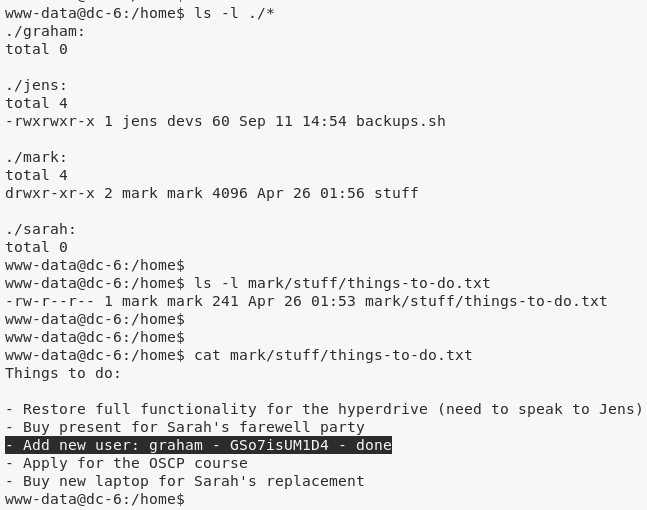 www-data@dc-6:/home$ ls -l ./*
./graham:
total 0
./jens:
total 4
-rwxrwxr-x 1 jens devs 60 Sep 11 14:54 backups.sh
./mark:
total 4
drwxr-xr-x 2 mark mark 4096 Apr 26 01:56 stuff
./sarah:
total 0
www-data@dc-6:/home$
www-data@dc-6:/home$ ls -l mark/stuff/things-to-do.txt
-rw-r--r-- 1 mark mark 241 Apr 26 01:53 mark/stuff/things-to-do.txt
www-data@dc-6:/home$
www-data@dc-6:/home$
www-data@dc-6:/home$ cat mark/stuff/things-to-do.txt
Things to do:
- Restore full functionality for the hyperdrive (need to speak to Jens)
- Buy present for Sarah's farewell party
- Add new user: graham - GSo7isUM1D4 - done
- Apply for the OSCP course
- Buy new laptop for Sarah's replacement
www-data@dc-6:/home$